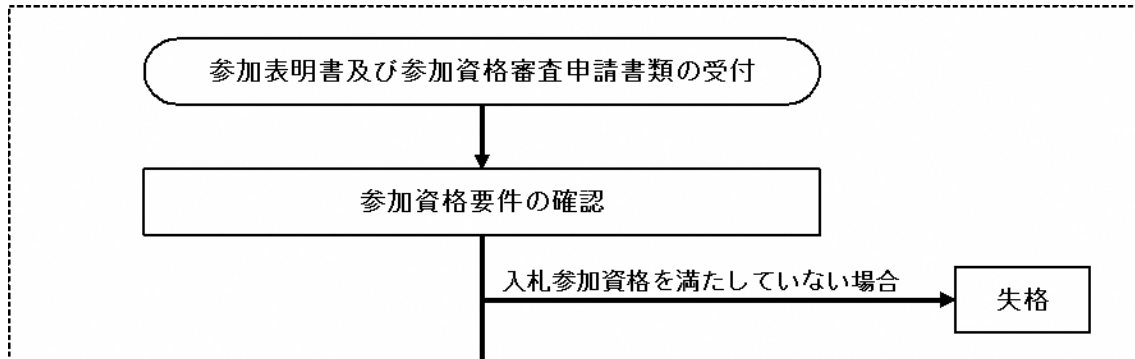 参加表明書及び参加資格審査申請書類の受付
参加資格要件の確認
入札参加資格を満たしていない場合
失格